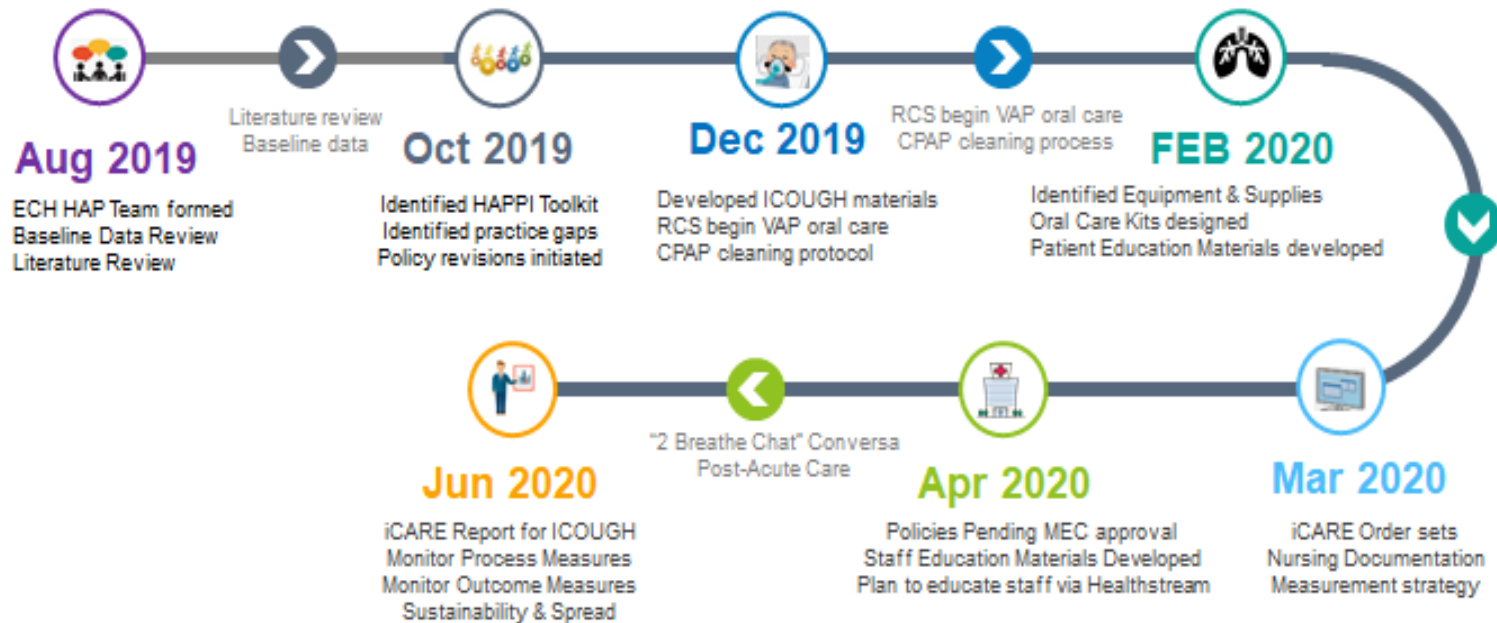 Aug 2019
ECH HAP Team formed
Baseline Data Review
Literature Review
Literature review
Baseline data
Oct 2019
Identified HAPPI Toolkit
Identified practice gaps
Policy revisions initiated
Dec 2019
Developed ICOUGH materials
RCS begin VAP oral care
CPAP cleaning protocol
RCS begin VAP oral care
CPAP cleaning process
FEB 2020
Identified Equipment & Supplies
Oral Care Kits designed
Patient Education Materials developed
Mar 2020
iCARE Order sets
Nursing Documentation
Measurement strategy
Apr 2020
Policies Pending MEC approval
Staff Education Materials Developed
Plan to educate staff via Healthstream
"2 Breathe Chat" Conversa
Post-Acute Care
Jun 2020
iCARE Report for ICOUGH
Monitor Process Measures
Monitor Outcome Measures
Sustainability & Spread